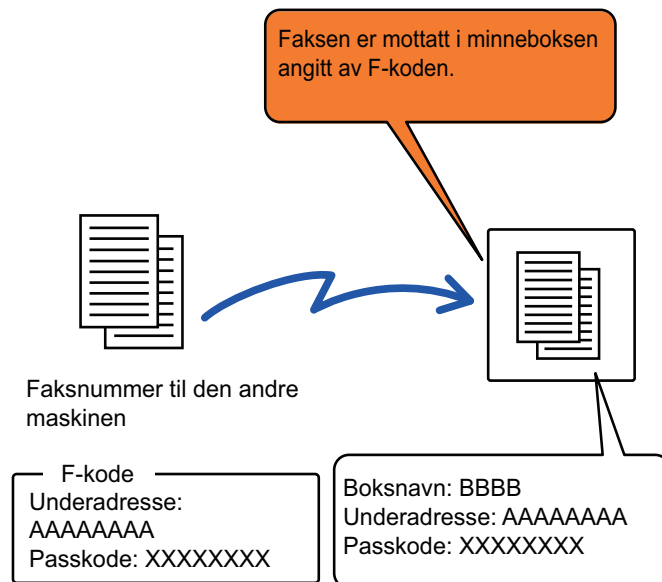 Faksen er mottatt i minneboksen
angitt av F-koden.
Faksnummer til den andre
maskinen
F-kode
Underadresse:
AAAAAAAA
Passkode: XXXXXXXX
Boksnavn: BBBB
Underadresse: AAAAAAAA
Passkode: XXXXXXXX